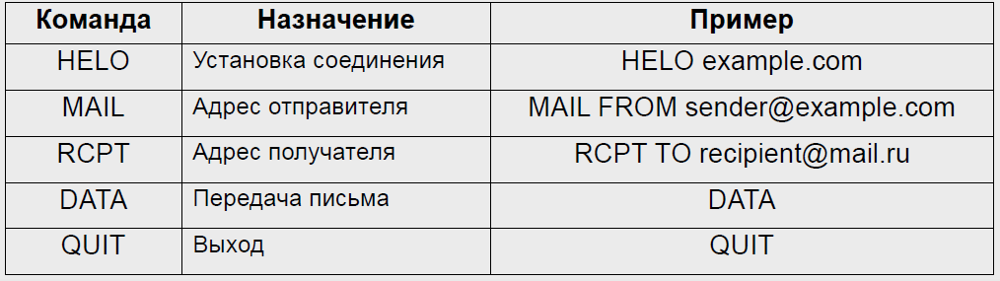 Команда Назначение Пример
HELO Установка соединения HELO example.com
MAIL Адрес отправителя MAIL FROM sender@example.com
RCPT Адрес получателя RCPT TO recipient@mail.ru
DATA Передача письма DATA
QUIT Выход QUIT